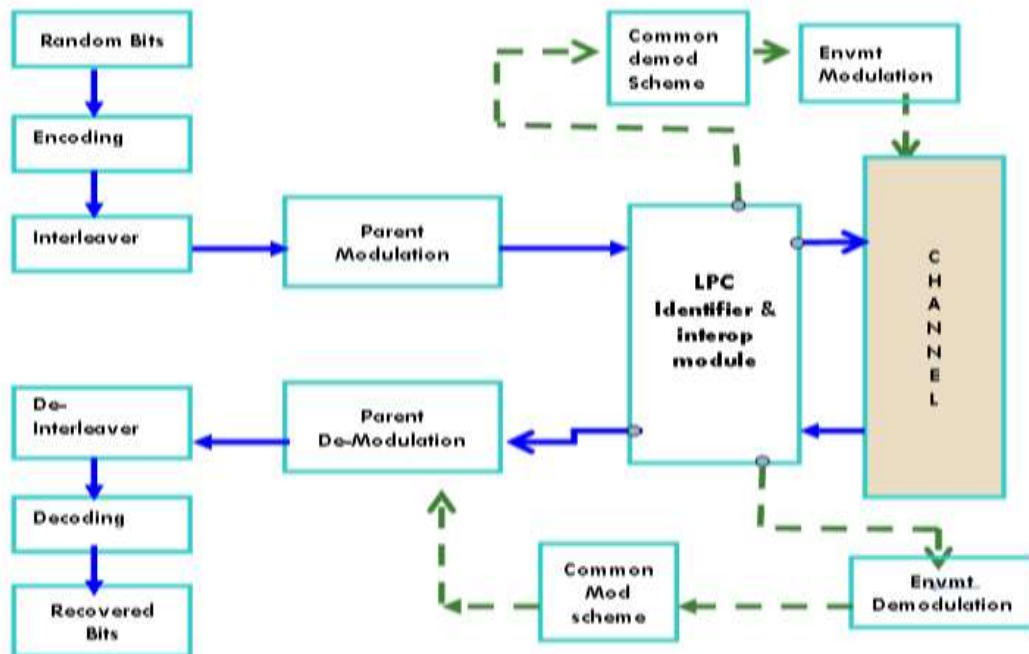 Random Bits
Encoding
Interleaver
Parent
Modulation
Common
demod
Scheme
Envmt
Modulation
LPC
Identifier &
interop
module
C
H
A
N
N
E
L
De-
Interleaver
Decoding
Recovered
Bits
Parent
De-Modulation
Common
Mod
scheme
Envmt
Demodulation